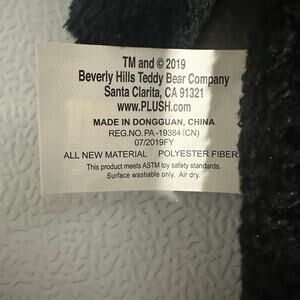 TM and © 2019
Beverly Hills Teddy Bear Company
Santa Clarita, CA 91321
www.PLUSH.com
MADE IN DONGGUAN, CHINA
REG.NO. PA-19384 (CN)
07/2019FY
ALL NEW MATERIAL POLYESTER FIBER
This product meets ASTM toy safety standards.
Surface washable only. Air dry.